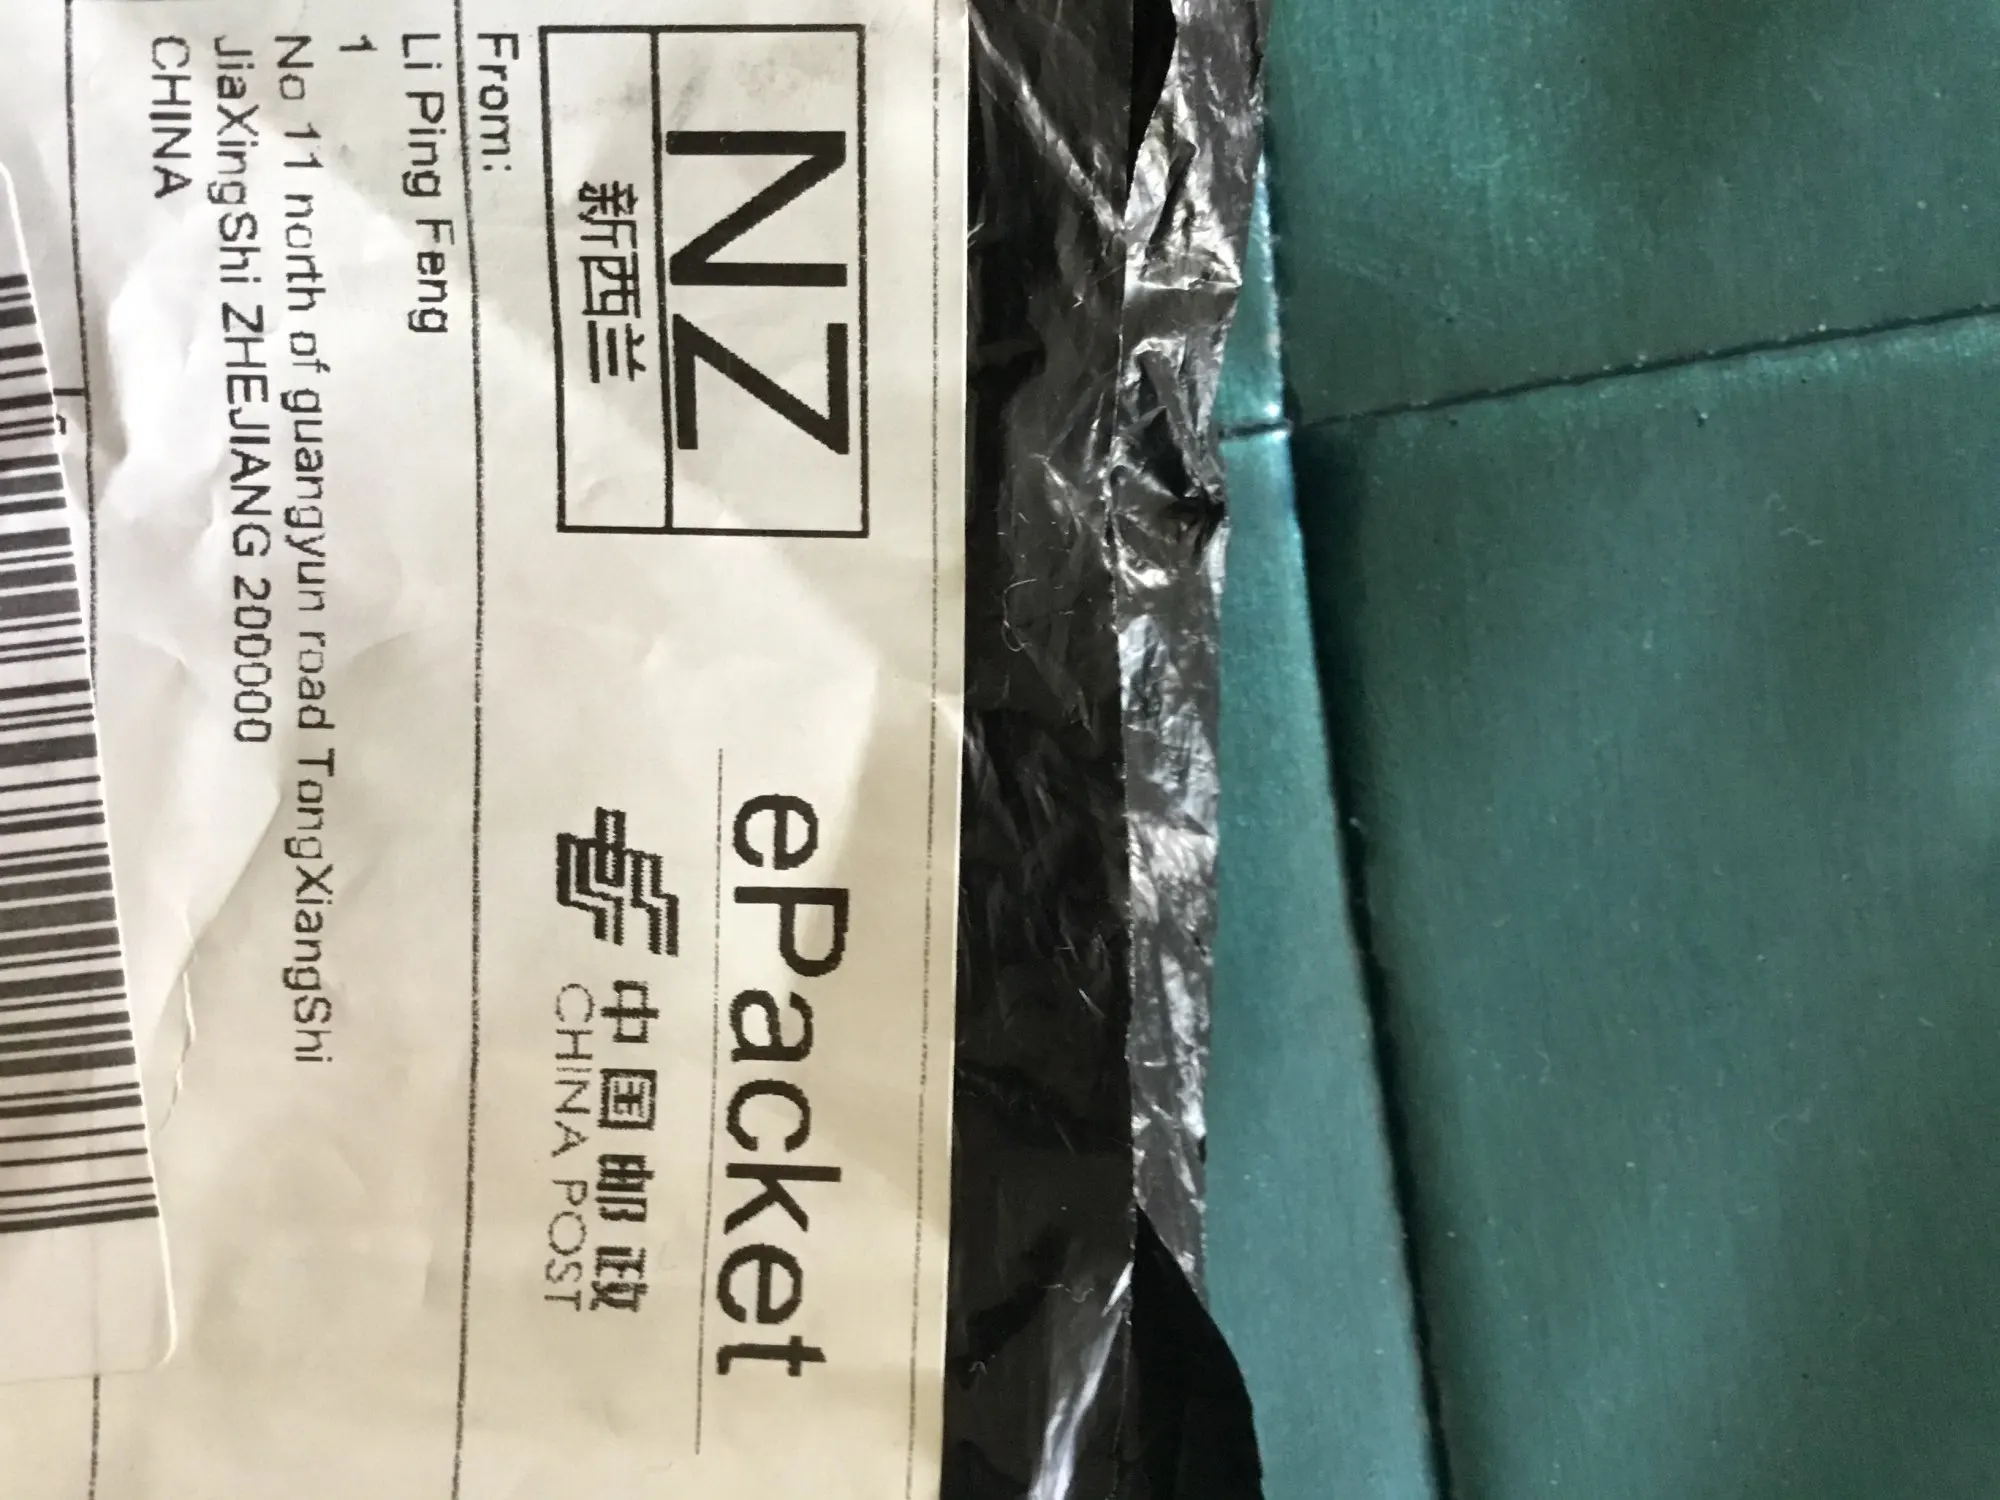 NZ
新西兰
ePacket
中国邮政
CHINA POST
From:
Li Ping Feng
1
No 11 north of guangyun road TongXiangShi
JiaXingShi ZHEJIANG 200000
CHINA